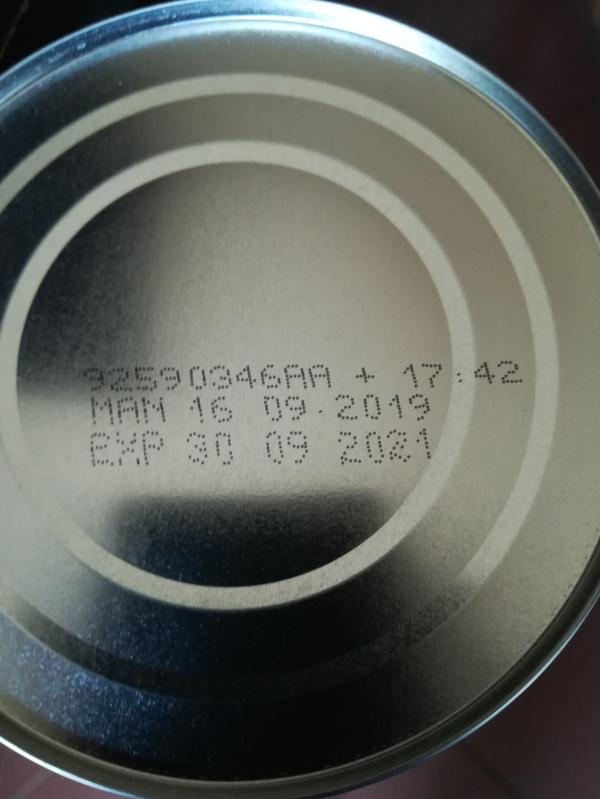 92590346AA + 17:42
MAN 16 09.2019
EXP 30 09 2021